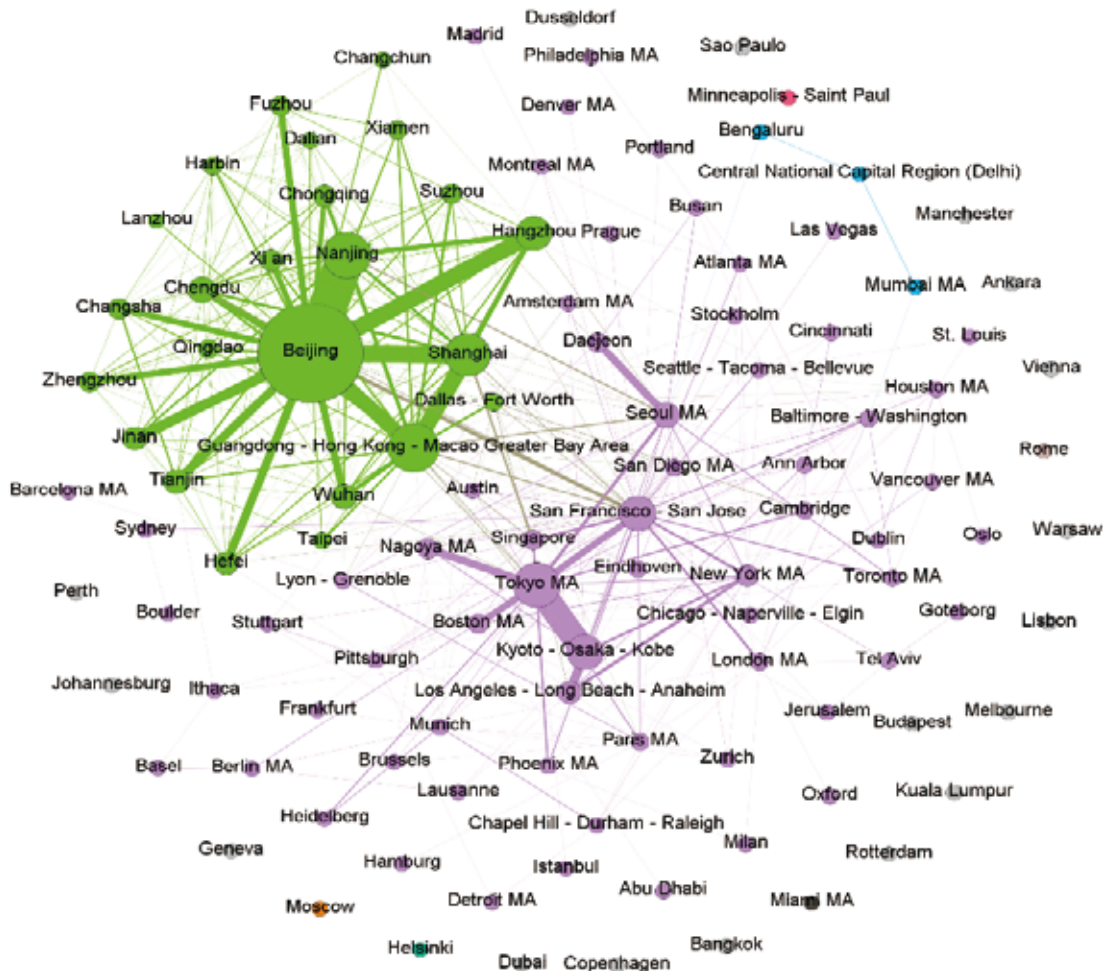 Dusseldorf
Madrid
Sao Paulo
Changchun
Philadelphia MA
Minneapolis - Saint Paul
Fuzhou
Denver MA
Xiamen
Bengaluru
Dalian
Portland
Harbin
Montreal MA
Central National Capital Region (Delhi)
Chongqing
Suzhou
Lanzhou
Busan
Manchester
Hangzhou
Prague
Las Vegas
Nanjing
Xi an
Atlanta MA
Chengdu
Mumbai MA
Ankara
Changsha
Amsterdam MA
Stockholm
Cincinnati
St. Louis
Qingdao
Beijing
Shanghai
Daejeon
Seattle - Tacoma - Bellevue
Vienna
Zhengzhou
Seoul MA
Houston MA
Dallas - Fort Worth
Baltimore - Washington
Jinan
Guangdong - Hong Kong - Macao Greater Bay Area
Rome
Tianjin
San Diego MA
Ann Arbor
Vancouver MA
Barcelona MA
Wuhan
Austin
San Francisco - San Jose
Cambridge
Sydney
Taipei
Singapore
Dublin
Oslo
Warsaw
Hefei
Nagoya MA
Lyon - Grenoble
Tokyo MA
Eindhoven
New York MA
Toronto MA
Perth
Boulder
Stuttgart
Boston MA
Chicago - Naperville - Elgin
Goteborg
Lisbon
Pittsburgh
Kyoto - Osaka - Kobe
London MA
Tel Aviv
Johannesburg
Ithaca
Los Angeles - Long Beach - Anaheim
Frankfurt
Jerusalem
Melbourne
Munich
Budapest
Paris MA
Basel
Berlin MA
Brussels
Phoenix MA
Zurich
Lausanne
Oxford
Kuala Lumpur
Heidelberg
Chapel Hill - Durham - Raleigh
Geneva
Milan
Rotterdam
Hamburg
Istanbul
Abu Dhabi
Detroit MA
Miami MA
Moscow
Helsinki
Bangkok
Dubai
Copenhagen